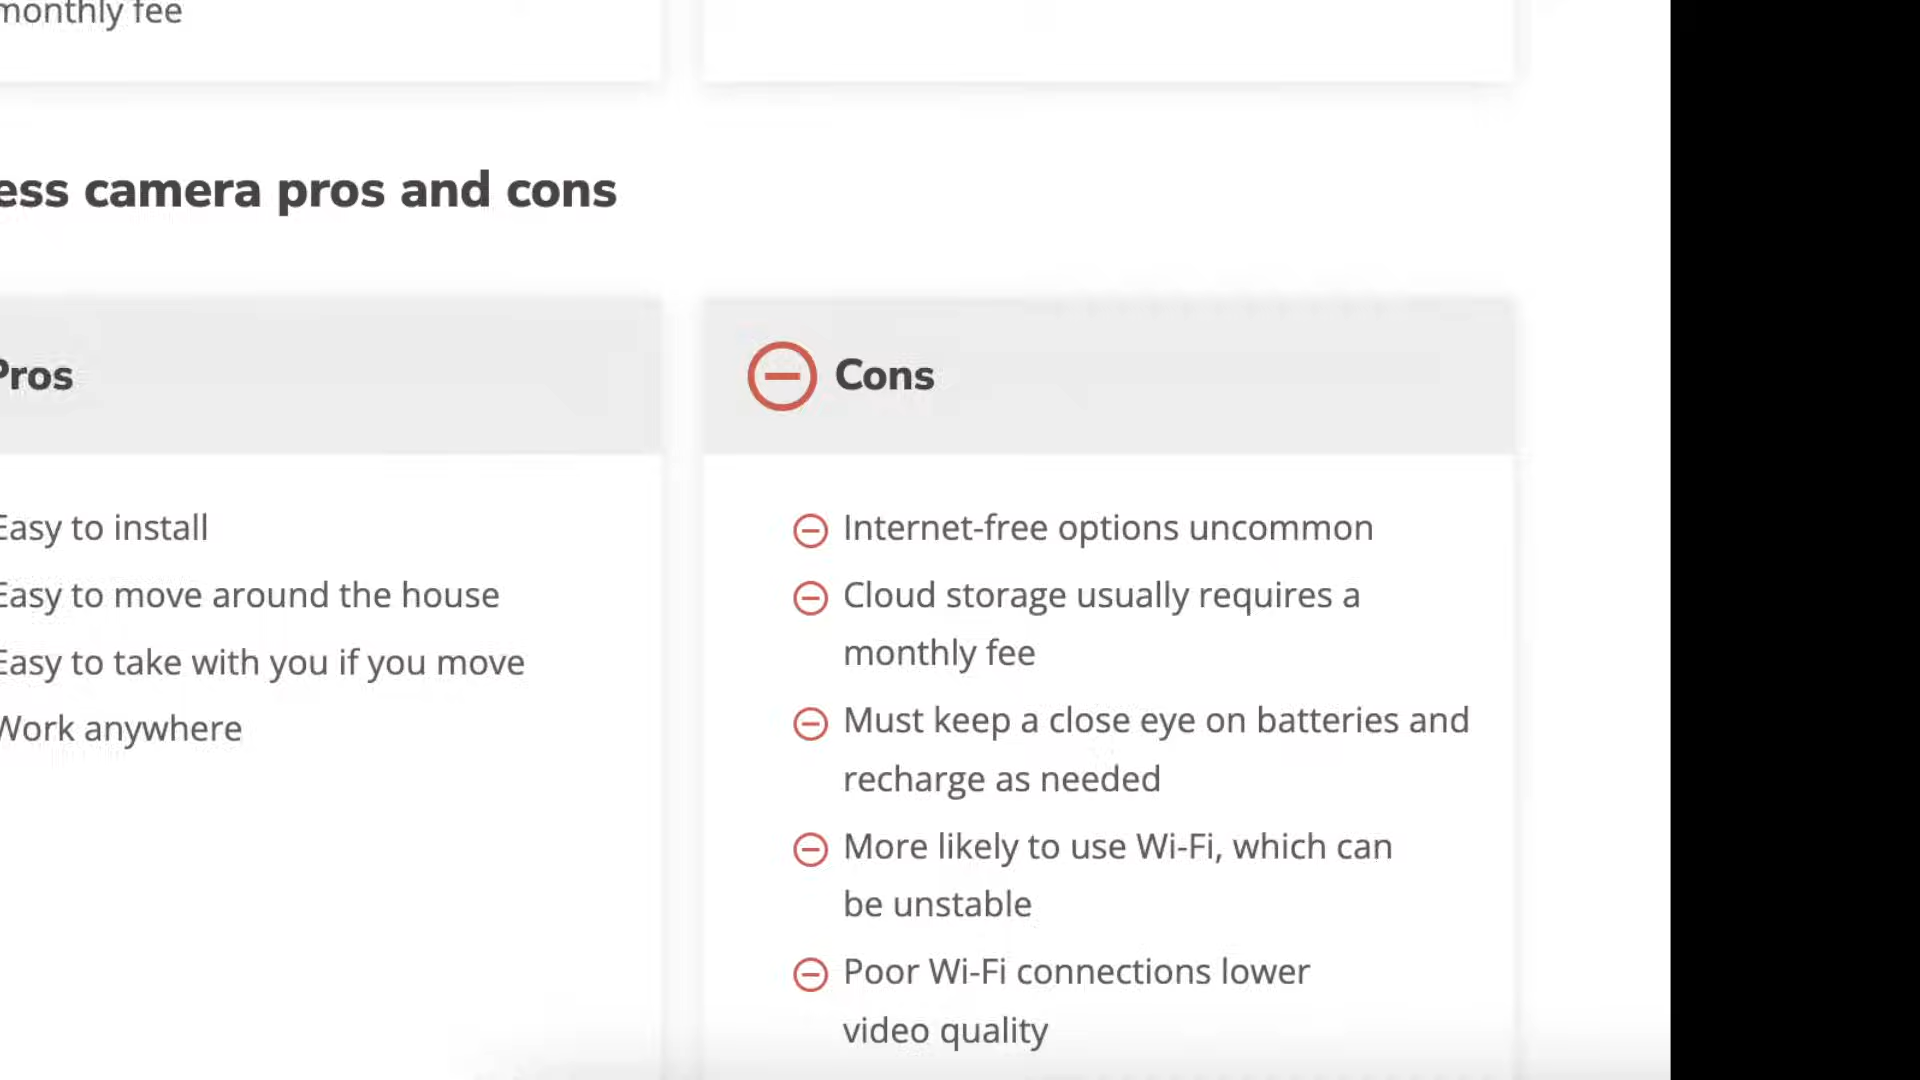 monthly fee
ess camera pros and cons
Pros
Easy to install
Easy to move around the house
Easy to take with you if you move
Work anywhere
Cons
Internet-free options uncommon
Cloud storage usually requires a
monthly fee
Must keep a close eye on batteries and
recharge as needed
More likely to use Wi-Fi, which can
be unstable
Poor Wi-Fi connections lower
video quality